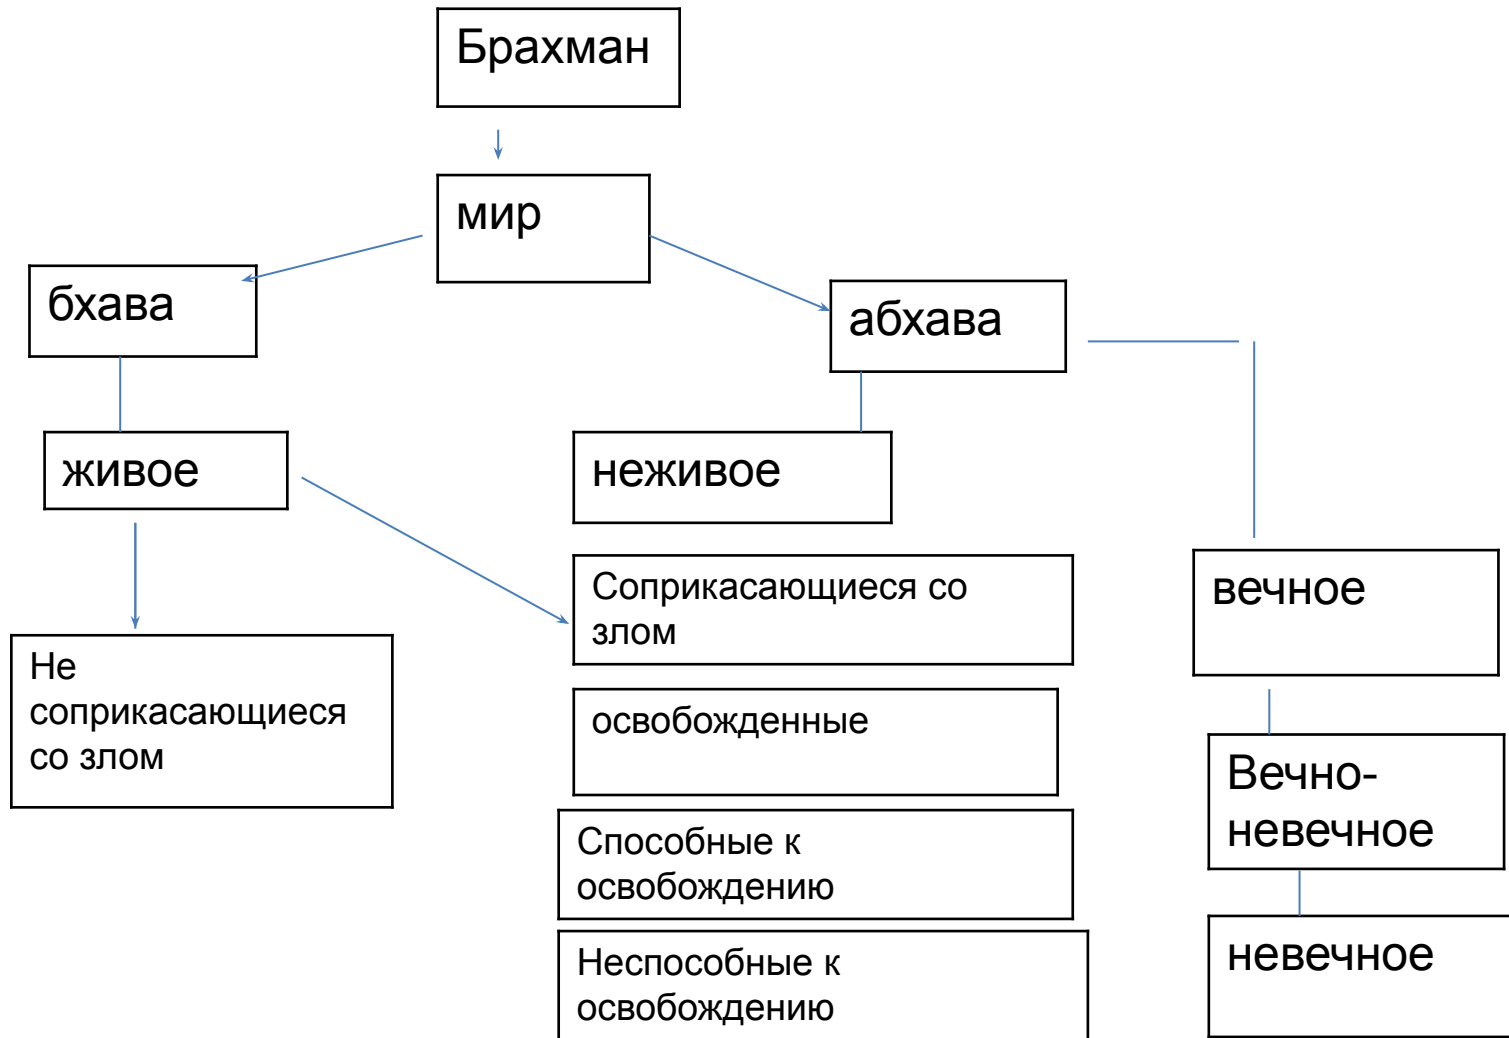 Брахман
мир
бхава
абхава
живое
неживое
Соприкасающиеся со
злом
вечное
Не
соприкасающиеся
со злом
освобожденные
Вечно-
невечное
Способные к
освобождению
невечное
Неспособные к
освобождению